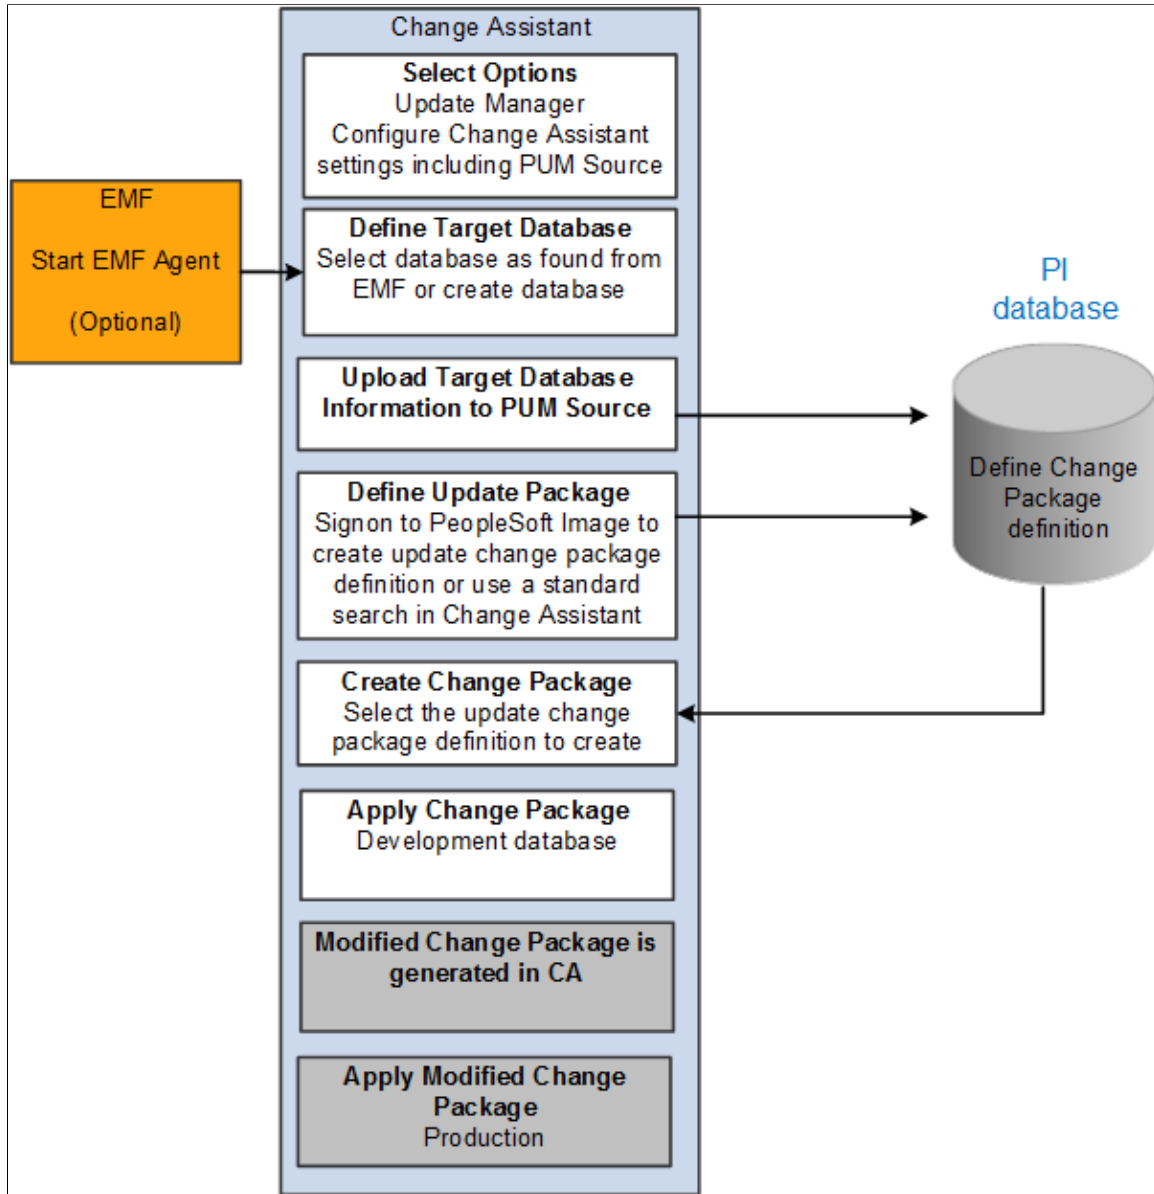 Change Assistant
Select Options
Update Manager
Configure Change Assistant
settings including PUM Source
EMF
Start EMF Agent
(Optional)
Define Target Database
Select database as found from
EMF or create database
Upload Target Database
Information to PUM Source
PI
database
Define Change
Package
definition
Define Update Package
Signon to PeopleSoft Image to
create update change package
definition or use a standard
search in Change Assistant
Create Change Package
Select the update change
package definition to create
Apply Change Package
Development database
Modified Change Package is
generated in CA
Apply Modified Change
Package
Production